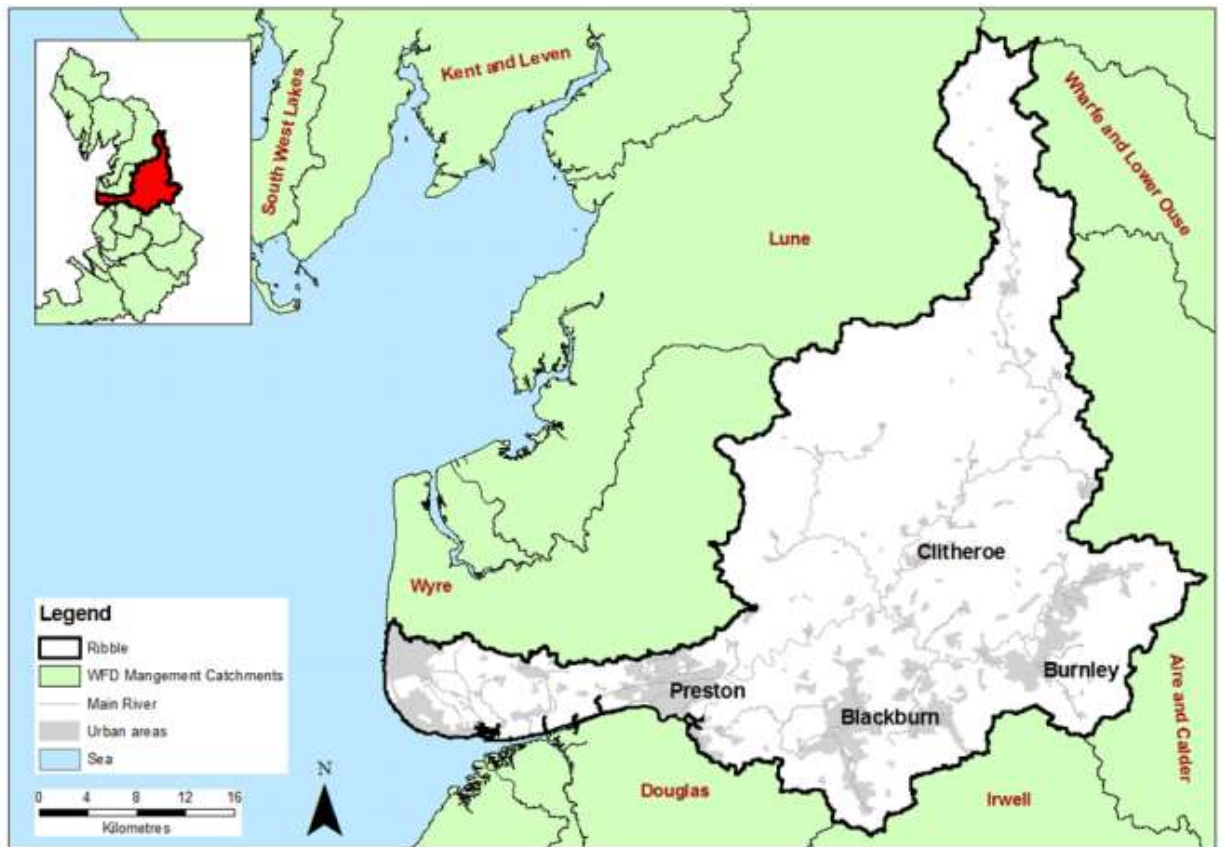 Kent and Leven
South West Lakes
Wharfe and Lower Ouse
Lune
Clitheroe
Wyre
Legend
Ribble
WFD Mangement Catchments
Main River
Urban areas
Sea
0 4 8 12 16
Kilometres
N
Preston
Burnley
Blackburn
Aire and Calder
Douglas
Irwell